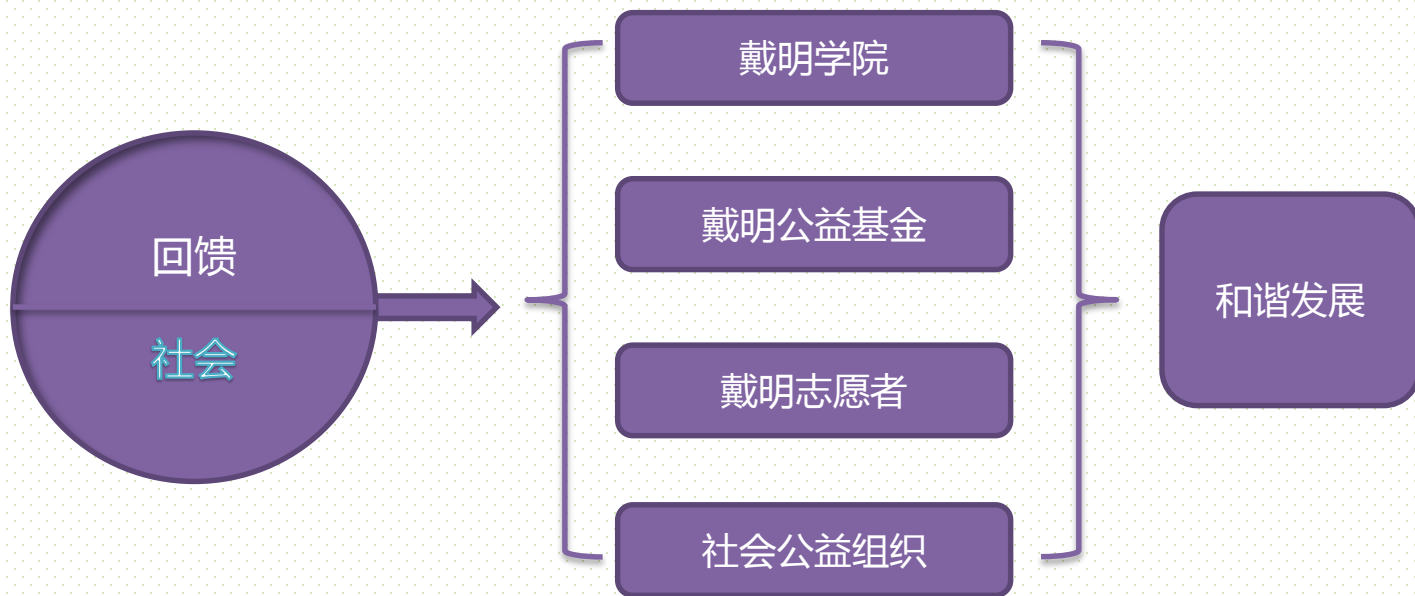 回馈
社会
戴明学院
戴明公益基金
戴明志愿者
社会公益组织
和谐发展